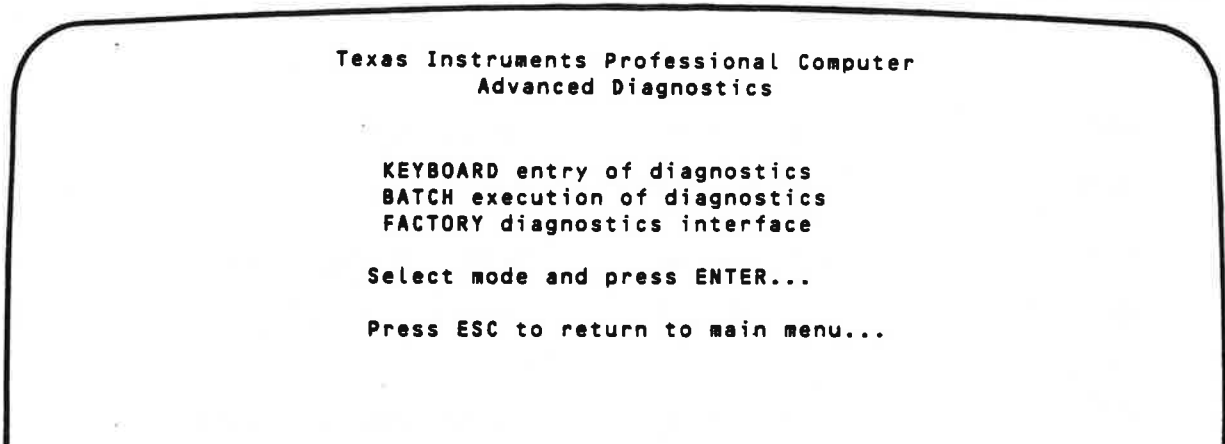 Texas Instruments Professional Computer
Advanced Diagnostics
KEYBOARD entry of diagnostics
BATCH execution of diagnostics
FACTORY diagnostics interface
Select mode and press ENTER...
Press ESC to return to main menu...